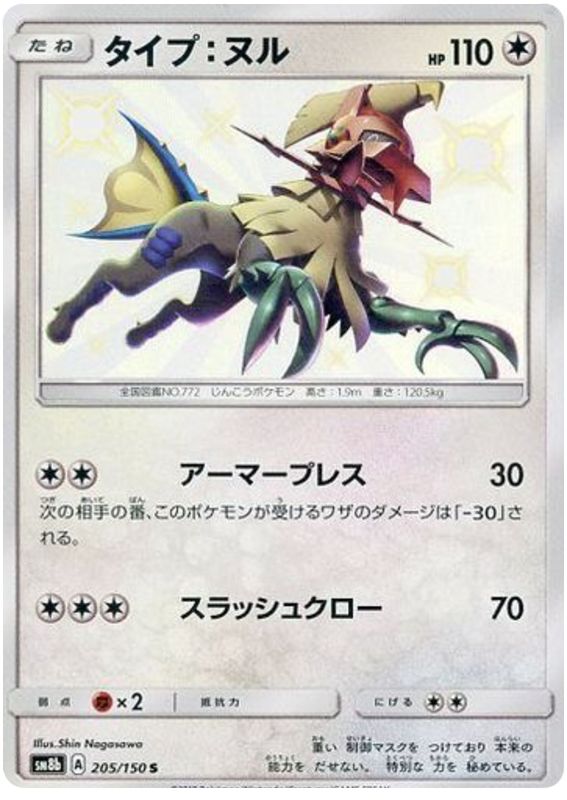 たね タイプ：ヌル HP 110
全国図鑑NO.772 じんこうポケモン 高さ：1.9m 重さ：120.5kg
アーマープレス 30
次の相手の番、このポケモンが受けるワザのダメージは「-30」さ
れる。
スラッシュクロー 70
弱点 ×2 抵抗力 にげる
Illus.Shin Nagasawa
重い 制御マスクを つけており 本来の
能力を だせない。特別な 力を 秘めている。
SM8b A 205/150 S